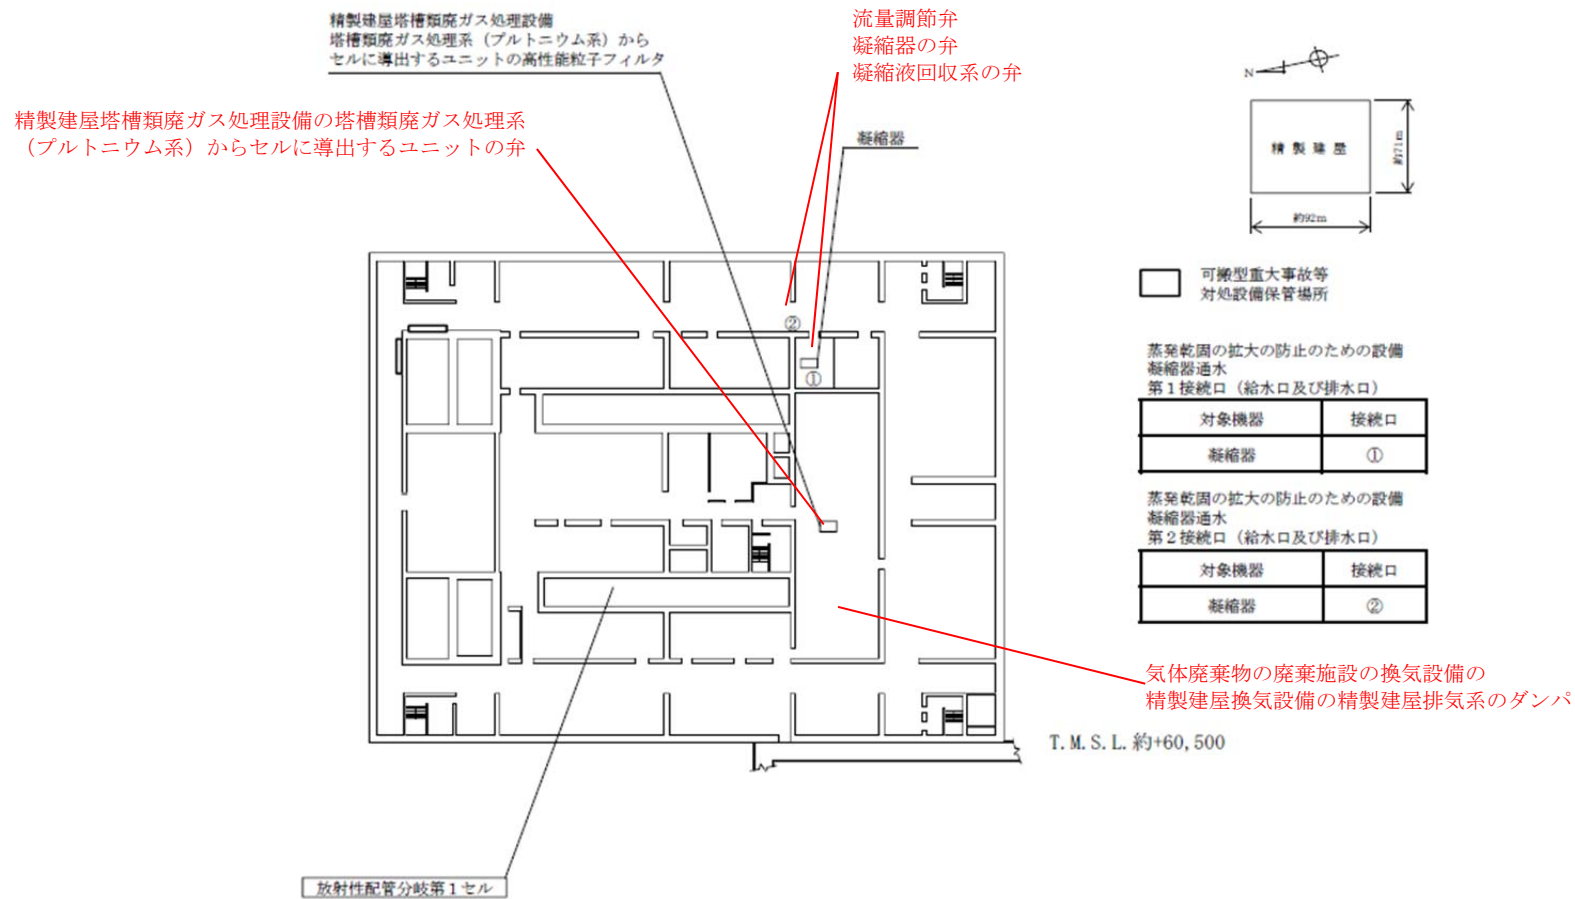 精製建屋塔槽類廃ガス処理設備
塔槽類廃ガス処理系（プルトニウム系）から
セルに導出するユニットの高性能粒子フィルタ
流量調節弁
凝縮器の弁
凝縮液回収系の弁
精製建屋塔槽類廃ガス処理設備の塔槽類廃ガス処理系
（プルトニウム系）からセルに導出するユニットの弁
凝縮器
N
精製建屋
約71m
約92m
可搬型重大事故等
対処設備保管場所
②
①
蒸発乾固の拡大の防止のための設備
凝縮器通水
第1接続口（給水口及び排水口）
対象機器 接続口
凝縮器 ①
蒸発乾固の拡大の防止のための設備
凝縮器通水
第2接続口（給水口及び排水口）
対象機器 接続口
凝縮器 ②
気体廃棄物の廃棄施設の換気設備の
精製建屋換気設備の精製建屋排気系のダンパ
T.M.S.L.約+60,500
放射性配管分岐第1セル